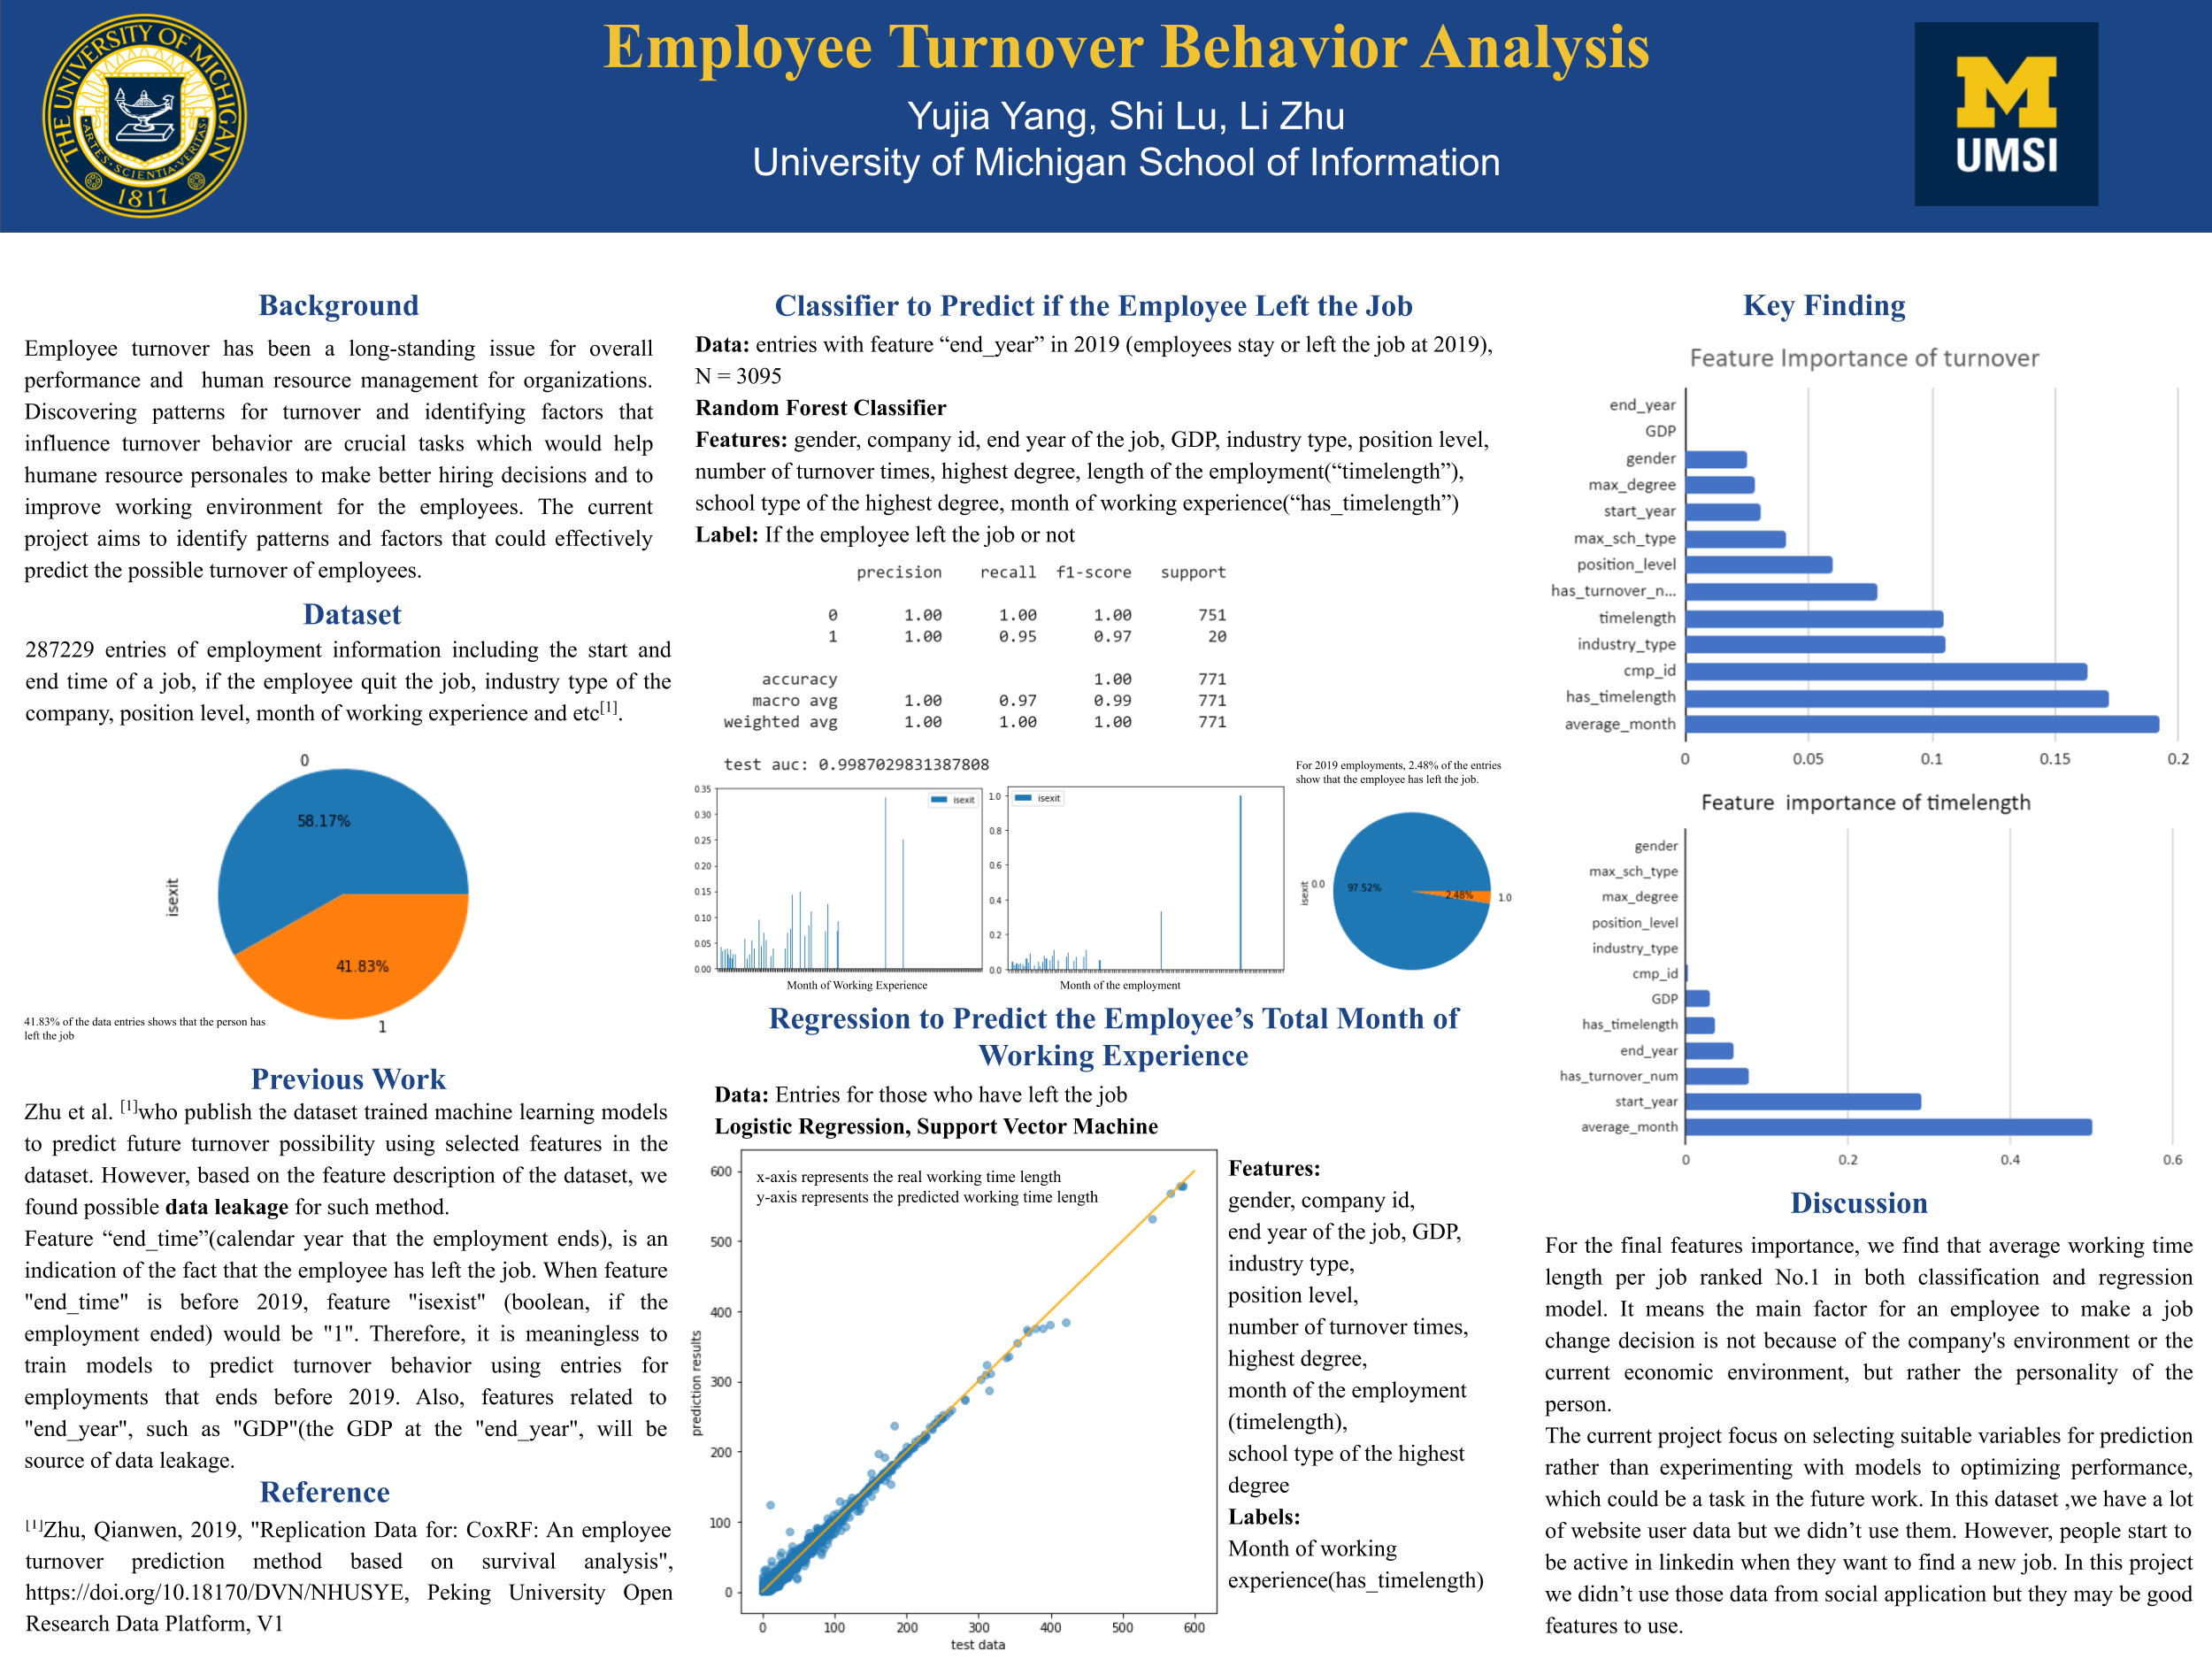 THE UNIVERSITY OF MICHIGAN
ARTES · SCIENTIA · VERITAS
1817
Employee Turnover Behavior Analysis
Yujia Yang, Shi Lu, Li Zhu
University of Michigan School of Information
M
UMSI
Background
Employee turnover has been a long-standing issue for overall
performance and human resource management for organizations.
Discovering patterns for turnover and identifying factors that
influence turnover behavior are crucial tasks which would help
humane resource personales to make better hiring decisions and to
improve working environment for the employees. The current
project aims to identify patterns and factors that could effectively
predict the possible turnover of employees.
Dataset
287229 entries of employment information including the start and
end time of a job, if the employee quit the job, industry type of the
company, position level, month of working experience and etc[1].
0
58.17%
isexit
41.83%
1
41.83% of the data entries shows that the person has
left the job
Previous Work
Zhu et al. [1]who publish the dataset trained machine learning models
to predict future turnover possibility using selected features in the
dataset. However, based on the feature description of the dataset, we
found possible data leakage for such method.
Feature “end_time”(calendar year that the employment ends), is an
indication of the fact that the employee has left the job. When feature
"end_time" is before 2019, feature "isexist" (boolean, if the
employment ended) would be "1". Therefore, it is meaningless to
train models to predict turnover behavior using entries for
employments that ends before 2019. Also, features related to
"end_year", such as "GDP"(the GDP at the "end_year", will be
source of data leakage.
Reference
[1]Zhu, Qianwen, 2019, "Replication Data for: CoxRF: An employee
turnover prediction method based on survival analysis",
https://doi.org/10.18170/DVN/NHUSYE, Peking University Open
Research Data Platform, V1
Classifier to Predict if the Employee Left the Job
Data: entries with feature “end_year” in 2019 (employees stay or left the job at 2019),
N = 3095
Random Forest Classifier
Features: gender, company id, end year of the job, GDP, industry type, position level,
number of turnover times, highest degree, length of the employment(“timelength”),
school type of the highest degree, month of working experience(“has_timelength”)
Label: If the employee left the job or not
precision recall f1-score support
0 1.00 1.00 1.00 751
1 1.00 0.95 0.97 20
accuracy 1.00 771
macro avg 1.00 0.97 0.99 771
weighted avg 1.00 1.00 1.00 771
test auc: 0.9987029831387808
0.35
0.30
0.25
0.20
0.15
0.10
0.05
0.00
isexit
Month of Working Experience
1.0
0.8
0.6
0.4
0.2
0.0
isexit
Month of the employment
For 2019 employments, 2.48% of the entries
show that the employee has left the job.
isexit
0.0
97.52%
2.48%
1.0
Regression to Predict the Employee’s Total Month of
Working Experience
Data: Entries for those who have left the job
Logistic Regression, Support Vector Machine
x-axis represents the real working time length
y-axis represents the predicted working time length
prediction results
600
500
400
300
200
100
0
0 100 200 300 400 500 600
test data
Features:
gender, company id,
end year of the job, GDP,
industry type,
position level,
number of turnover times,
highest degree,
month of the employment
(timelength),
school type of the highest
degree
Labels:
Month of working
experience(has_timelength)
Key Finding
Feature Importance of turnover
end_year
GDP
gender
max_degree
start_year
max_sch_type
position_level
has_turnover_n...
timelength
industry_type
cmp_id
has_timelength
average_month
0 0.05 0.1 0.15 0.2
Feature importance of timelength
gender
max_sch_type
max_degree
position_level
industry_type
cmp_id
GDP
has_timelength
end_year
has_turnover_num
start_year
average_month
0 0.2 0.4 0.6
Discussion
For the final features importance, we find that average working time
length per job ranked No.1 in both classification and regression
model. It means the main factor for an employee to make a job
change decision is not because of the company's environment or the
current economic environment, but rather the personality of the
person.
The current project focus on selecting suitable variables for prediction
rather than experimenting with models to optimizing performance,
which could be a task in the future work. In this dataset ,we have a lot
of website user data but we didn’t use them. However, people start to
be active in linkedin when they want to find a new job. In this project
we didn’t use those data from social application but they may be good
features to use.